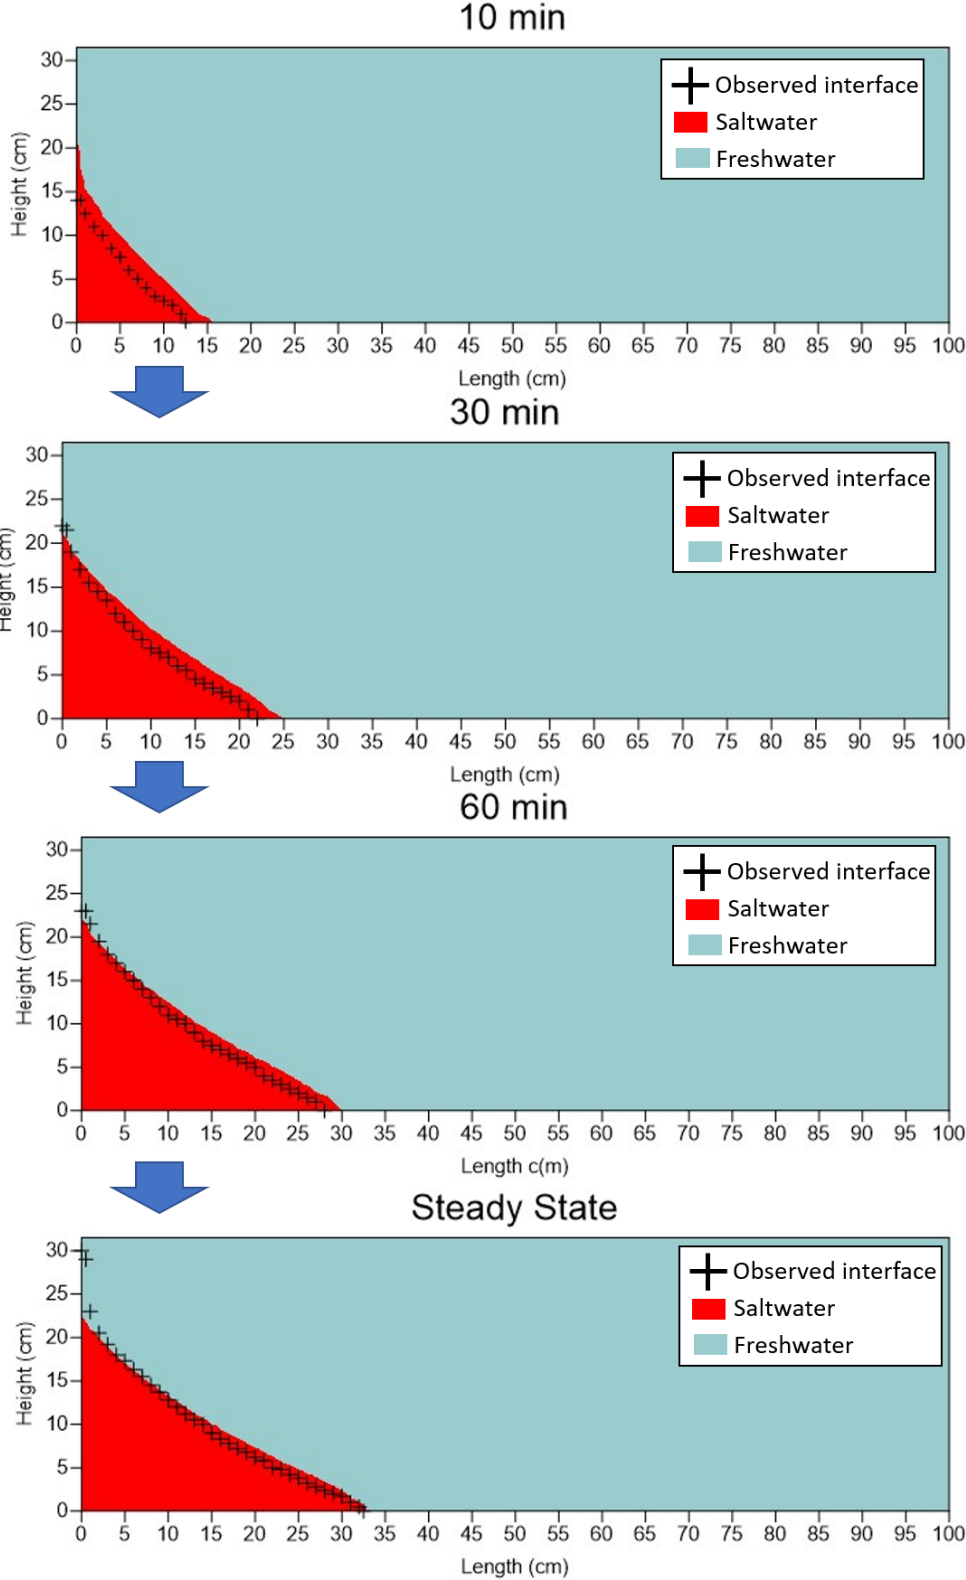 10 min
30
25
20
15
10
5
0
Height (cm)
Observed interface
Saltwater
Freshwater
0 5 10 15 20 25 30 35 40 45 50 55 60 65 70 75 80 85 90 95 100
Length (cm)
30 min
30
25
20
15
10
5
0
Height (cm)
Observed interface
Saltwater
Freshwater
0 5 10 15 20 25 30 35 40 45 50 55 60 65 70 75 80 85 90 95 100
Length (cm)
60 min
30
25
20
15
10
5
0
Height (cm)
Observed interface
Saltwater
Freshwater
0 5 10 15 20 25 30 35 40 45 50 55 60 65 70 75 80 85 90 95 100
Length c(m)
Steady State
30
25
20
15
10
5
0
Height (cm)
Observed interface
Saltwater
Freshwater
0 5 10 15 20 25 30 35 40 45 50 55 60 65 70 75 80 85 90 95 100
Length (cm)